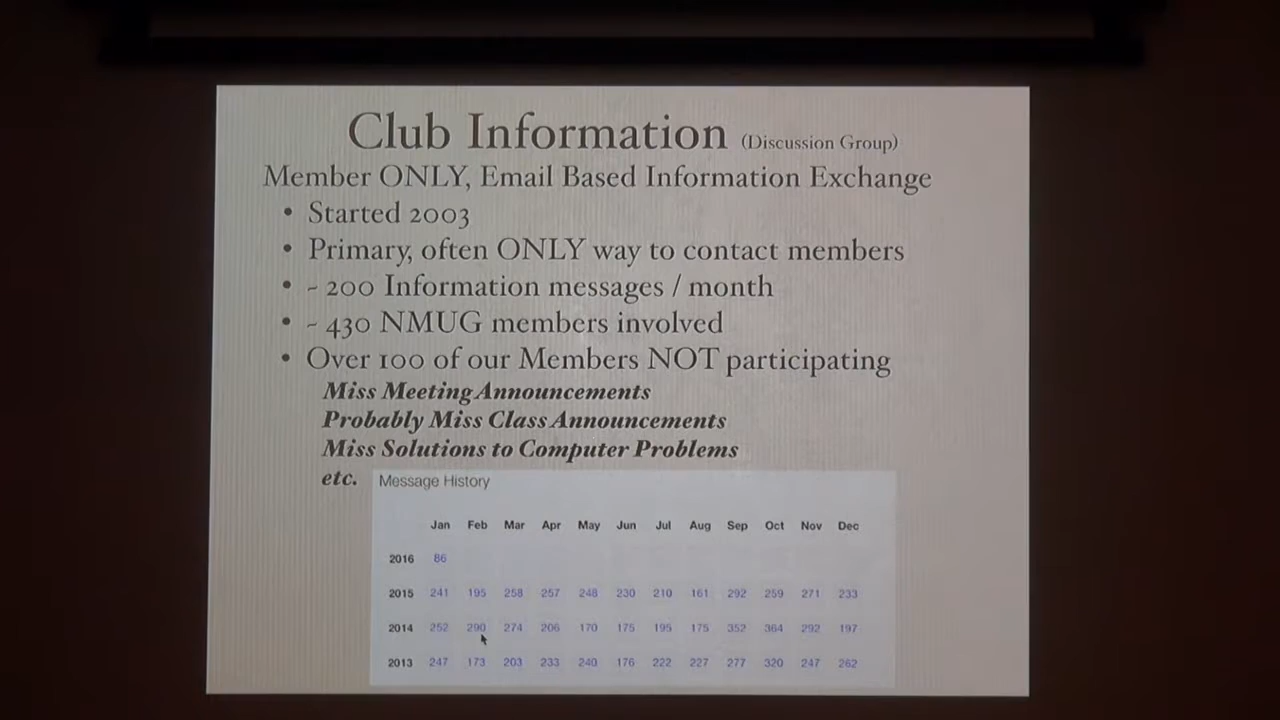 Club Information (Discussion Group)
Member ONLY, Email Based Information Exchange
• Started 2003
• Primary, often ONLY way to contact members
• ~ 200 Information messages / month
• ~ 430 NMUG members involved
• Over 100 of our Members NOT participating
Miss Meeting Announcements
Probably Miss Class Announcements
Miss Solutions to Computer Problems
etc.
Message History
Jan Feb Mar Apr May Jun Jul Aug Sep Oct Nov Dec
2016 86
2015 241 195 258 257 248 230 210 161 292 259 271 233
2014 252 290 274 206 170 175 195 175 352 364 292 197
2013 247 173 203 233 240 176 222 227 277 320 247 262